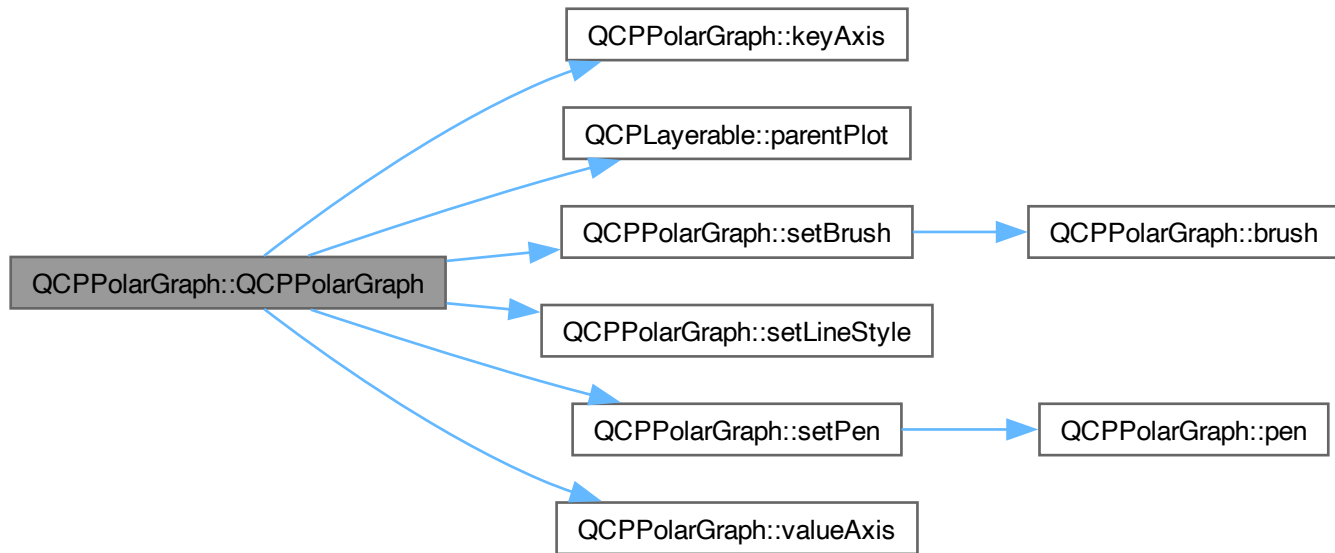 QCPPolarGraph::keyAxis
QCPLayerable::parentPlot
QCPPolarGraph::setBrush
QCPPolarGraph::brush
QCPPolarGraph::QCPPolarGraph
QCPPolarGraph::setLineStyle
QCPPolarGraph::setPen
QCPPolarGraph::pen
QCPPolarGraph::valueAxis